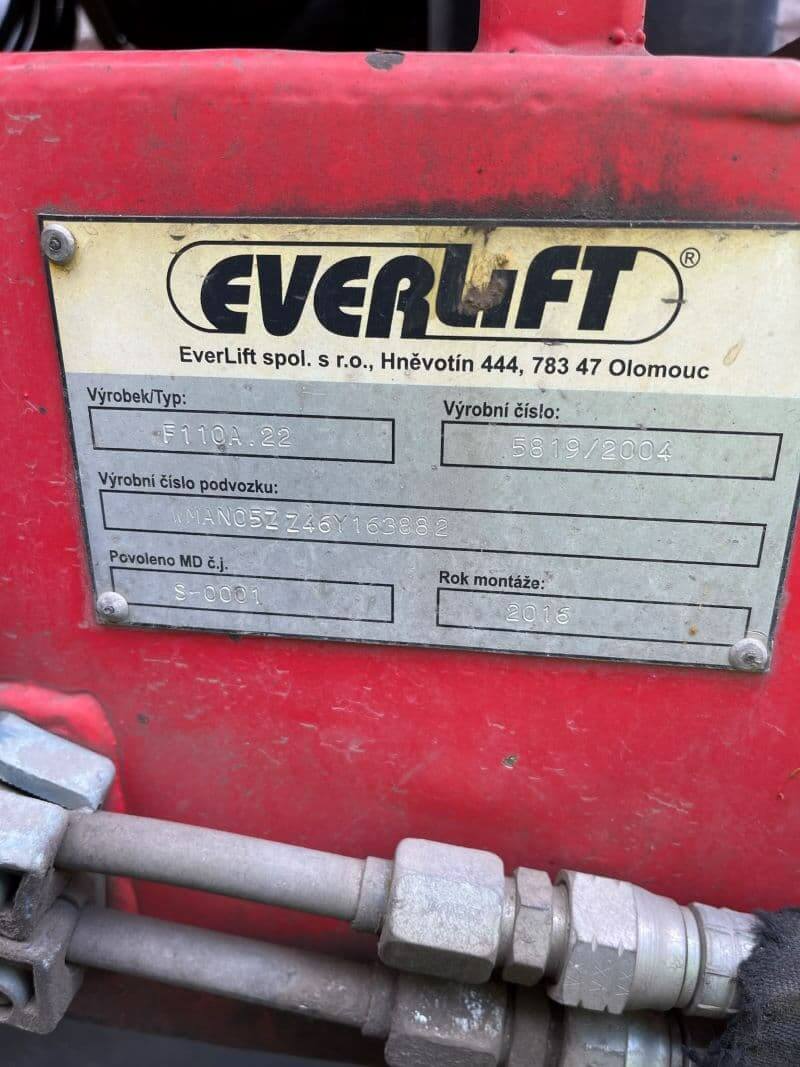 EVERLIFT ®
EverLift spol. s r.o., Hněvotín 444, 783 47 Olomouc
Výrobek/Typ:
F110A.22
Výrobní číslo:
5819/2004
Výrobní číslo podvozku:
WMAN05ZZ46Y163882
Povoleno MD č.j.
S-0001
Rok montáže:
2016